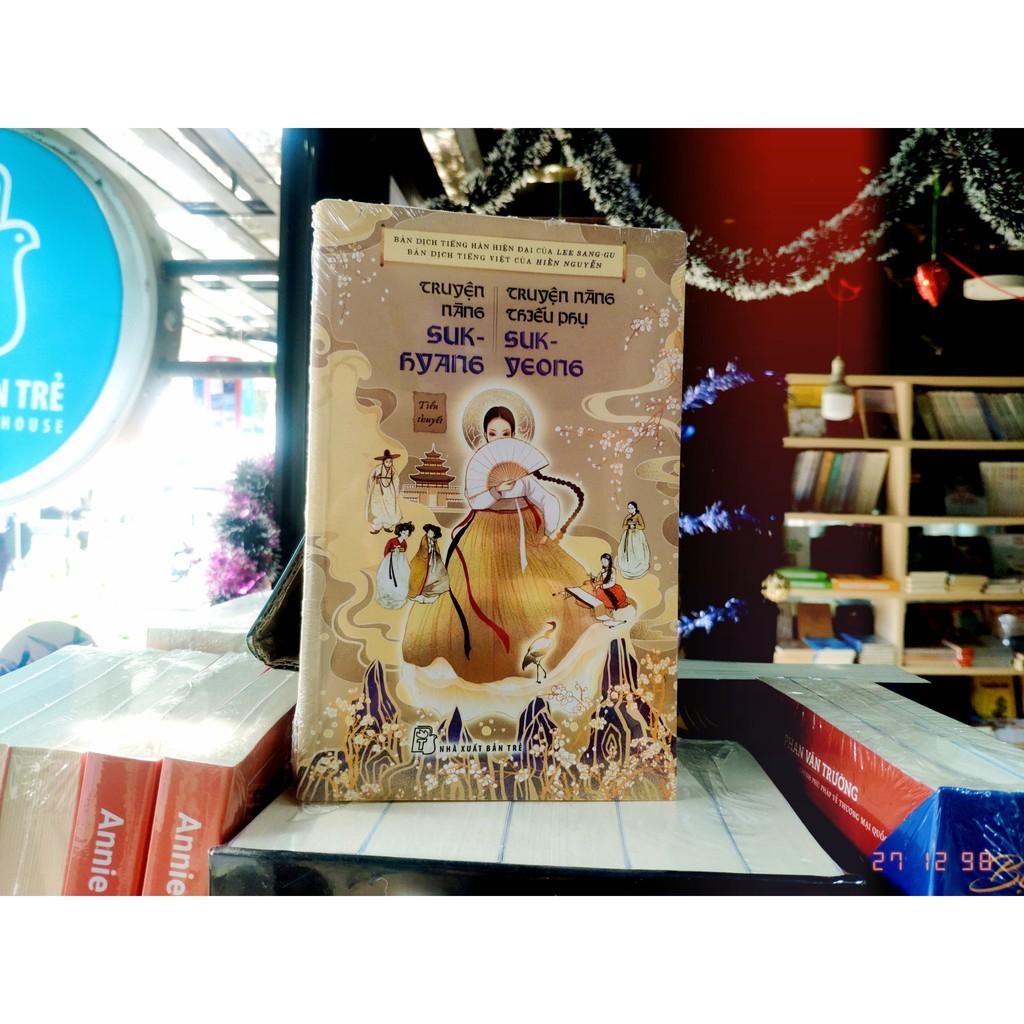 BẢN DỊCH TIẾNG HÀN HIỆN ĐẠI CỦA LEE SANG-GU
BẢN DỊCH TIẾNG VIỆT CỦA HIỀN NGUYỄN
TRUYỆN
NÀNG
SUK-
HYANG
TRUYỆN NÀNG
THIẾU PHỤ
SUK-
YEONG
Tiểu
thuyết
NHÀ XUẤT BẢN TRẺ
N TRẺ
HOUSE
Annie
Annie
PHAN VĂN TRƯỜNG
27 12 98